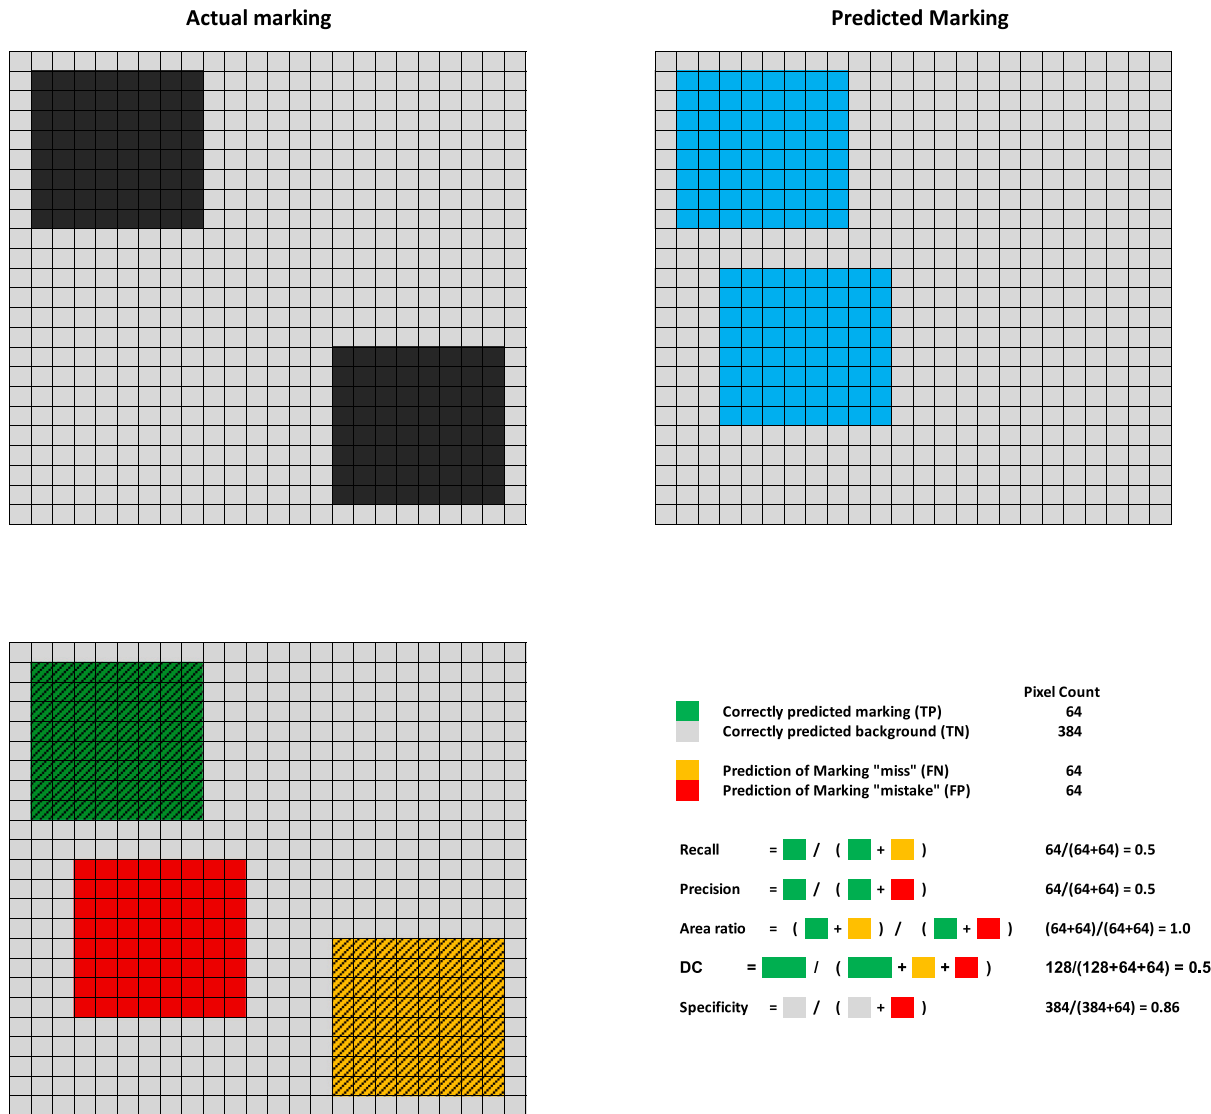 Actual marking
Predicted Marking
Pixel Count
Correctly predicted marking (TP) 64
Correctly predicted background (TN) 384
Prediction of Marking "miss" (FN) 64
Prediction of Marking "mistake" (FP) 64
Recall = / ( + ) 64/(64+64) = 0.5
Precision = / ( + ) 64/(64+64) = 0.5
Area ratio = ( + ) / ( + ) (64+64)/(64+64) = 1.0
DC = / ( + + ) 128/(128+64+64) = 0.5
Specificity = / ( + ) 384/(384+64) = 0.86